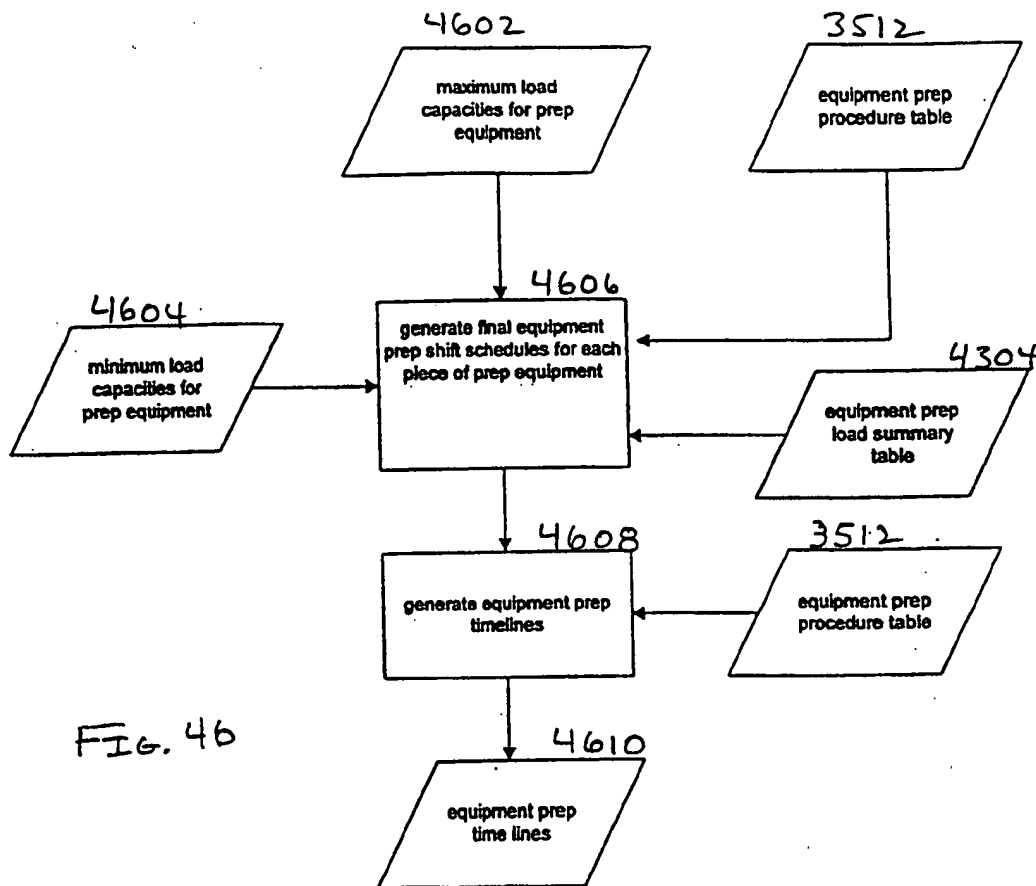 4602
maximum load
capacities for prep
equipment
3512
equipment prep
procedure table
4604
minimum load
capacities for
prep equipment
4606
generate final equipment
prep shift schedules for each
piece of prep equipment
4304
equipment prep
load summary
table
4608
generate equipment prep
timelines
3512
equipment prep
procedure table
FIG. 46
4610
equipment prep
time lines